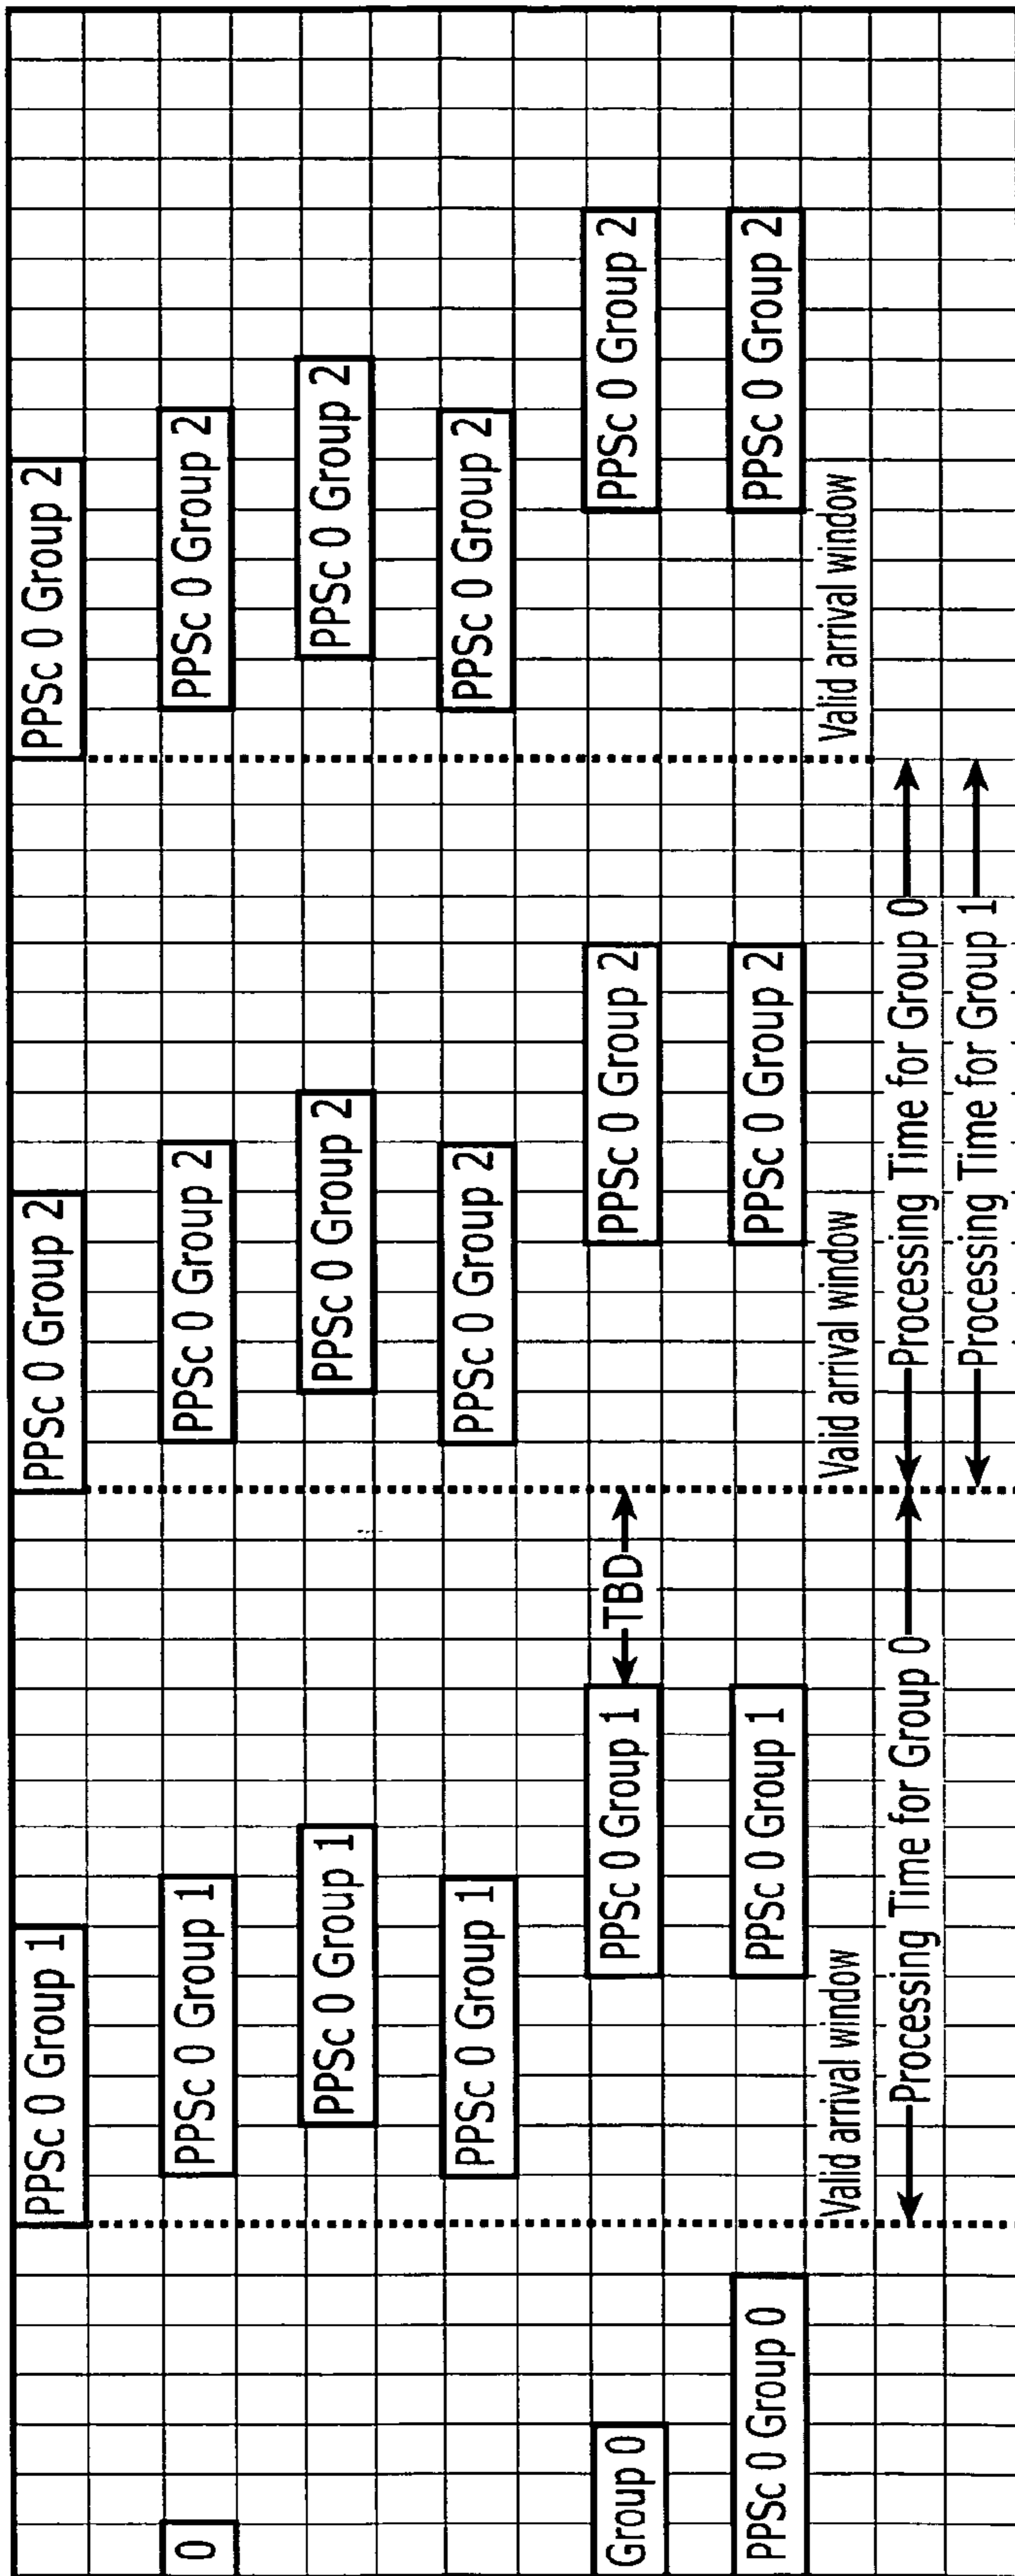 PPSc 0 Group 1 PPSc 0 Group 2 PPSc 0 Group 2
0 PPSc 0 Group 1 PPSc 0 Group 2 PPSc 0 Group 2
PPSc 0 Group 1 PPSc 0 Group 2 PPSc 0 Group 2
PPSc 0 Group 1 PPSc 0 Group 2 PPSc 0 Group 2
Group 0 PPSc 0 Group 1 TBD PPSc 0 Group 2 PPSc 0 Group 2
PPSc 0 Group 0 PPSc 0 Group 1 PPSc 0 Group 2 PPSc 0 Group 2
Valid arrival window Valid arrival window Valid arrival window
Processing Time for Group 0 Processing Time for Group 0
Processing Time for Group 1